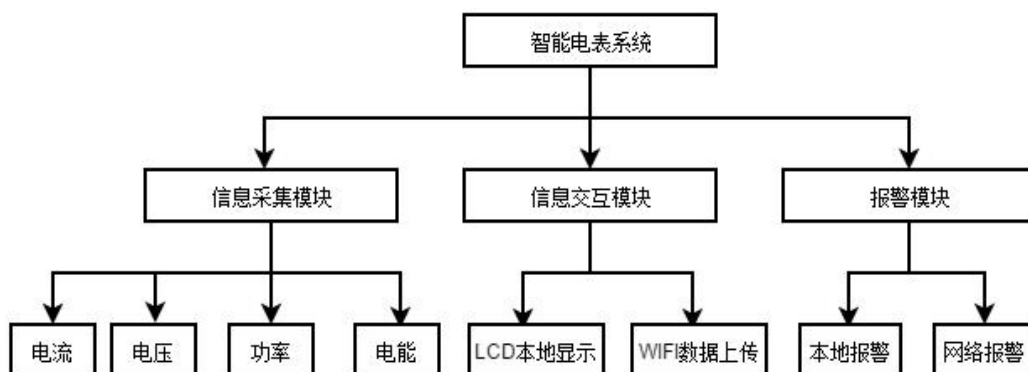 智能电表系统
信息采集模块
信息交互模块
报警模块
电流
电压
功率
电能
LCD本地显示
WIFI数据上传
本地报警
网络报警